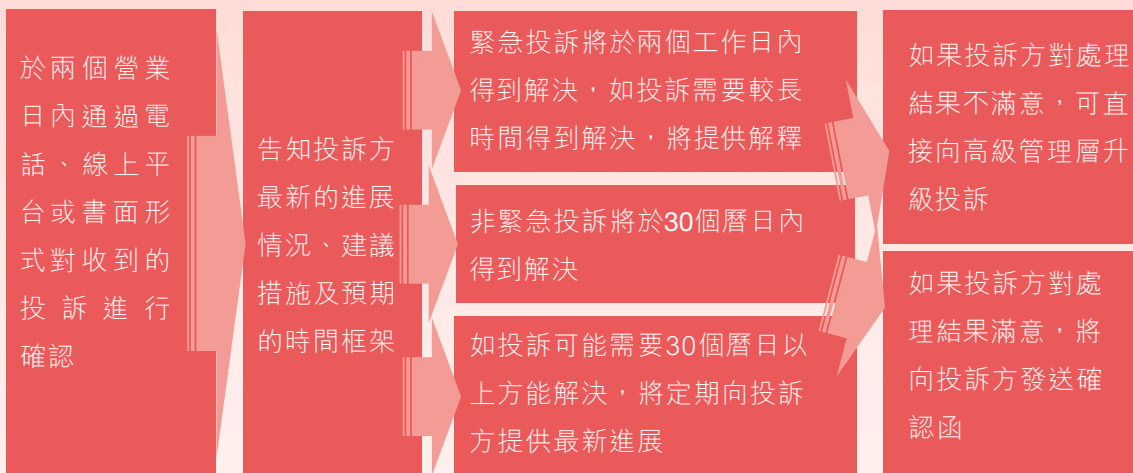 於兩個營業
日內通過電
話、線上平
台或書面形
式對收到的
投訴進行
確認
告知投訴方
最新的進展
情況、建議
措施及預期
的時間框架
緊急投訴將於兩個工作日內
得到解決，如投訴需要較長
時間得到解決，將提供解釋
非緊急投訴將於30個曆日內
得到解決
如投訴可能需要30個曆日以
上方能解決，將定期向投訴
方提供最新進展
如果投訴方對處理
結果不滿意，可直
接向高級管理層升
級投訴
如果投訴方對處
理結果滿意，將
向投訴方發送確
認函